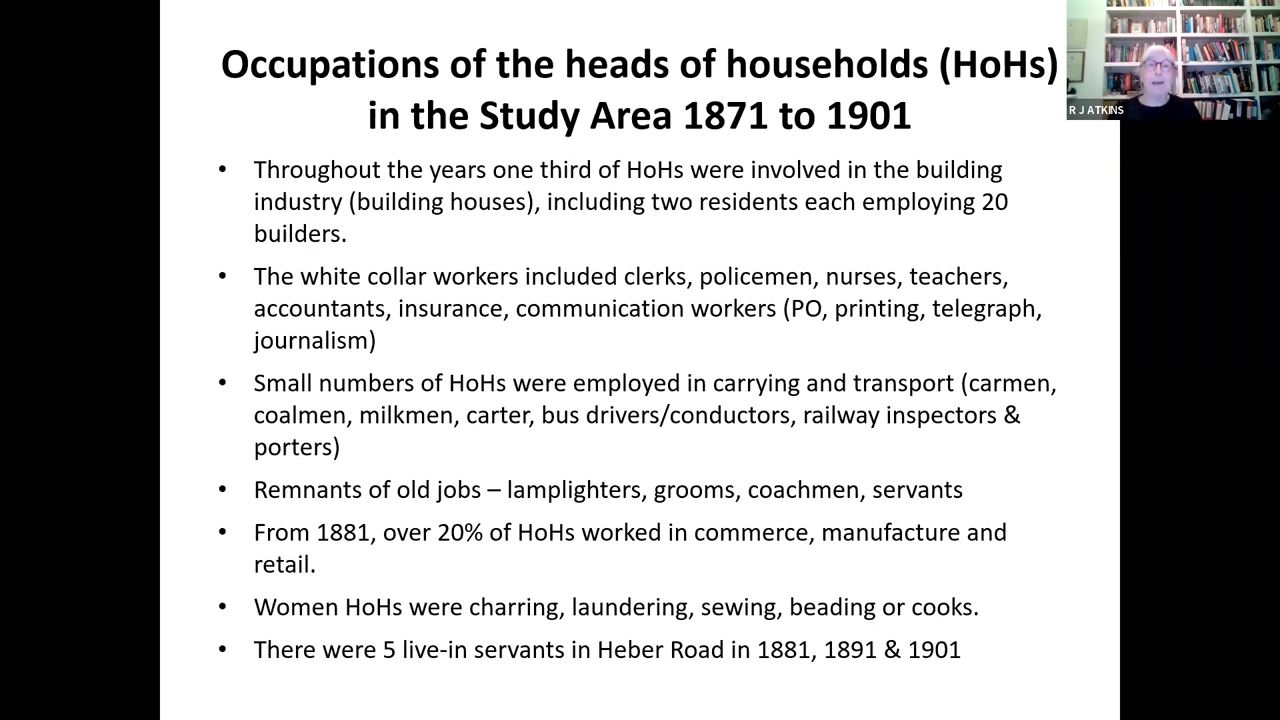 Occupations of the heads of households (HoHs)
in the Study Area 1871 to 1901
R J ATKINS
• Throughout the years one third of HoHs were involved in the building
industry (building houses), including two residents each employing 20
builders.
• The white collar workers included clerks, policemen, nurses, teachers,
accountants, insurance, communication workers (PO, printing, telegraph,
journalism)
• Small numbers of HoHs were employed in carrying and transport (carmen,
coalmen, milkmen, carter, bus drivers/conductors, railway inspectors &
porters)
• Remnants of old jobs – lamplighters, grooms, coachmen, servants
• From 1881, over 20% of HoHs worked in commerce, manufacture and
retail.
• Women HoHs were charring, laundering, sewing, beading or cooks.
• There were 5 live-in servants in Heber Road in 1881, 1891 & 1901